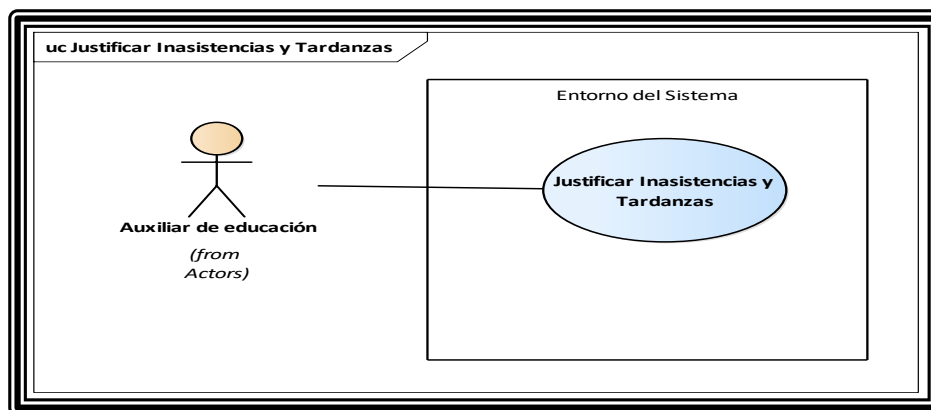 uc Justificar Inasistencias y Tardanzas
Entorno del Sistema
Justificar Inasistencias y
Tardanzas
Auxiliar de educación
(from
Actors)